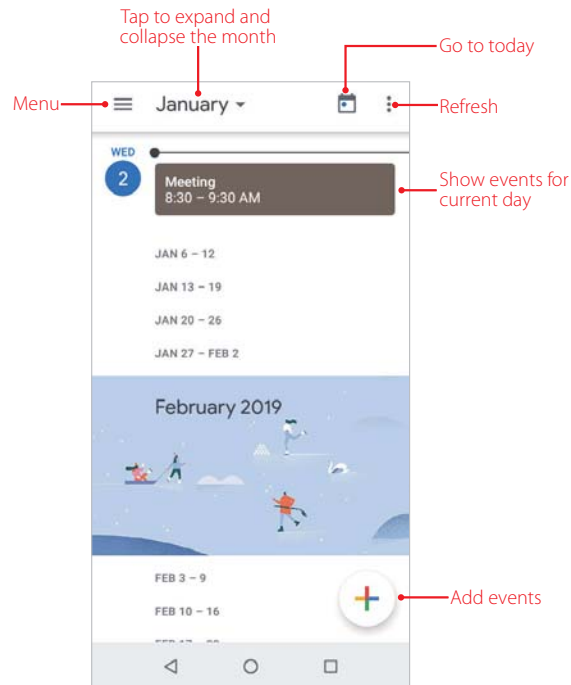 Tap to expand and
collapse the month
Go to today
Menu
January
Refresh
WED
2
Meeting
8:30 – 9:30 AM
Show events for
current day
JAN 6 – 12
JAN 13 – 19
JAN 20 – 26
JAN 27 – FEB 2
February 2019
FEB 3 – 9
Add events
FEB 10 – 16